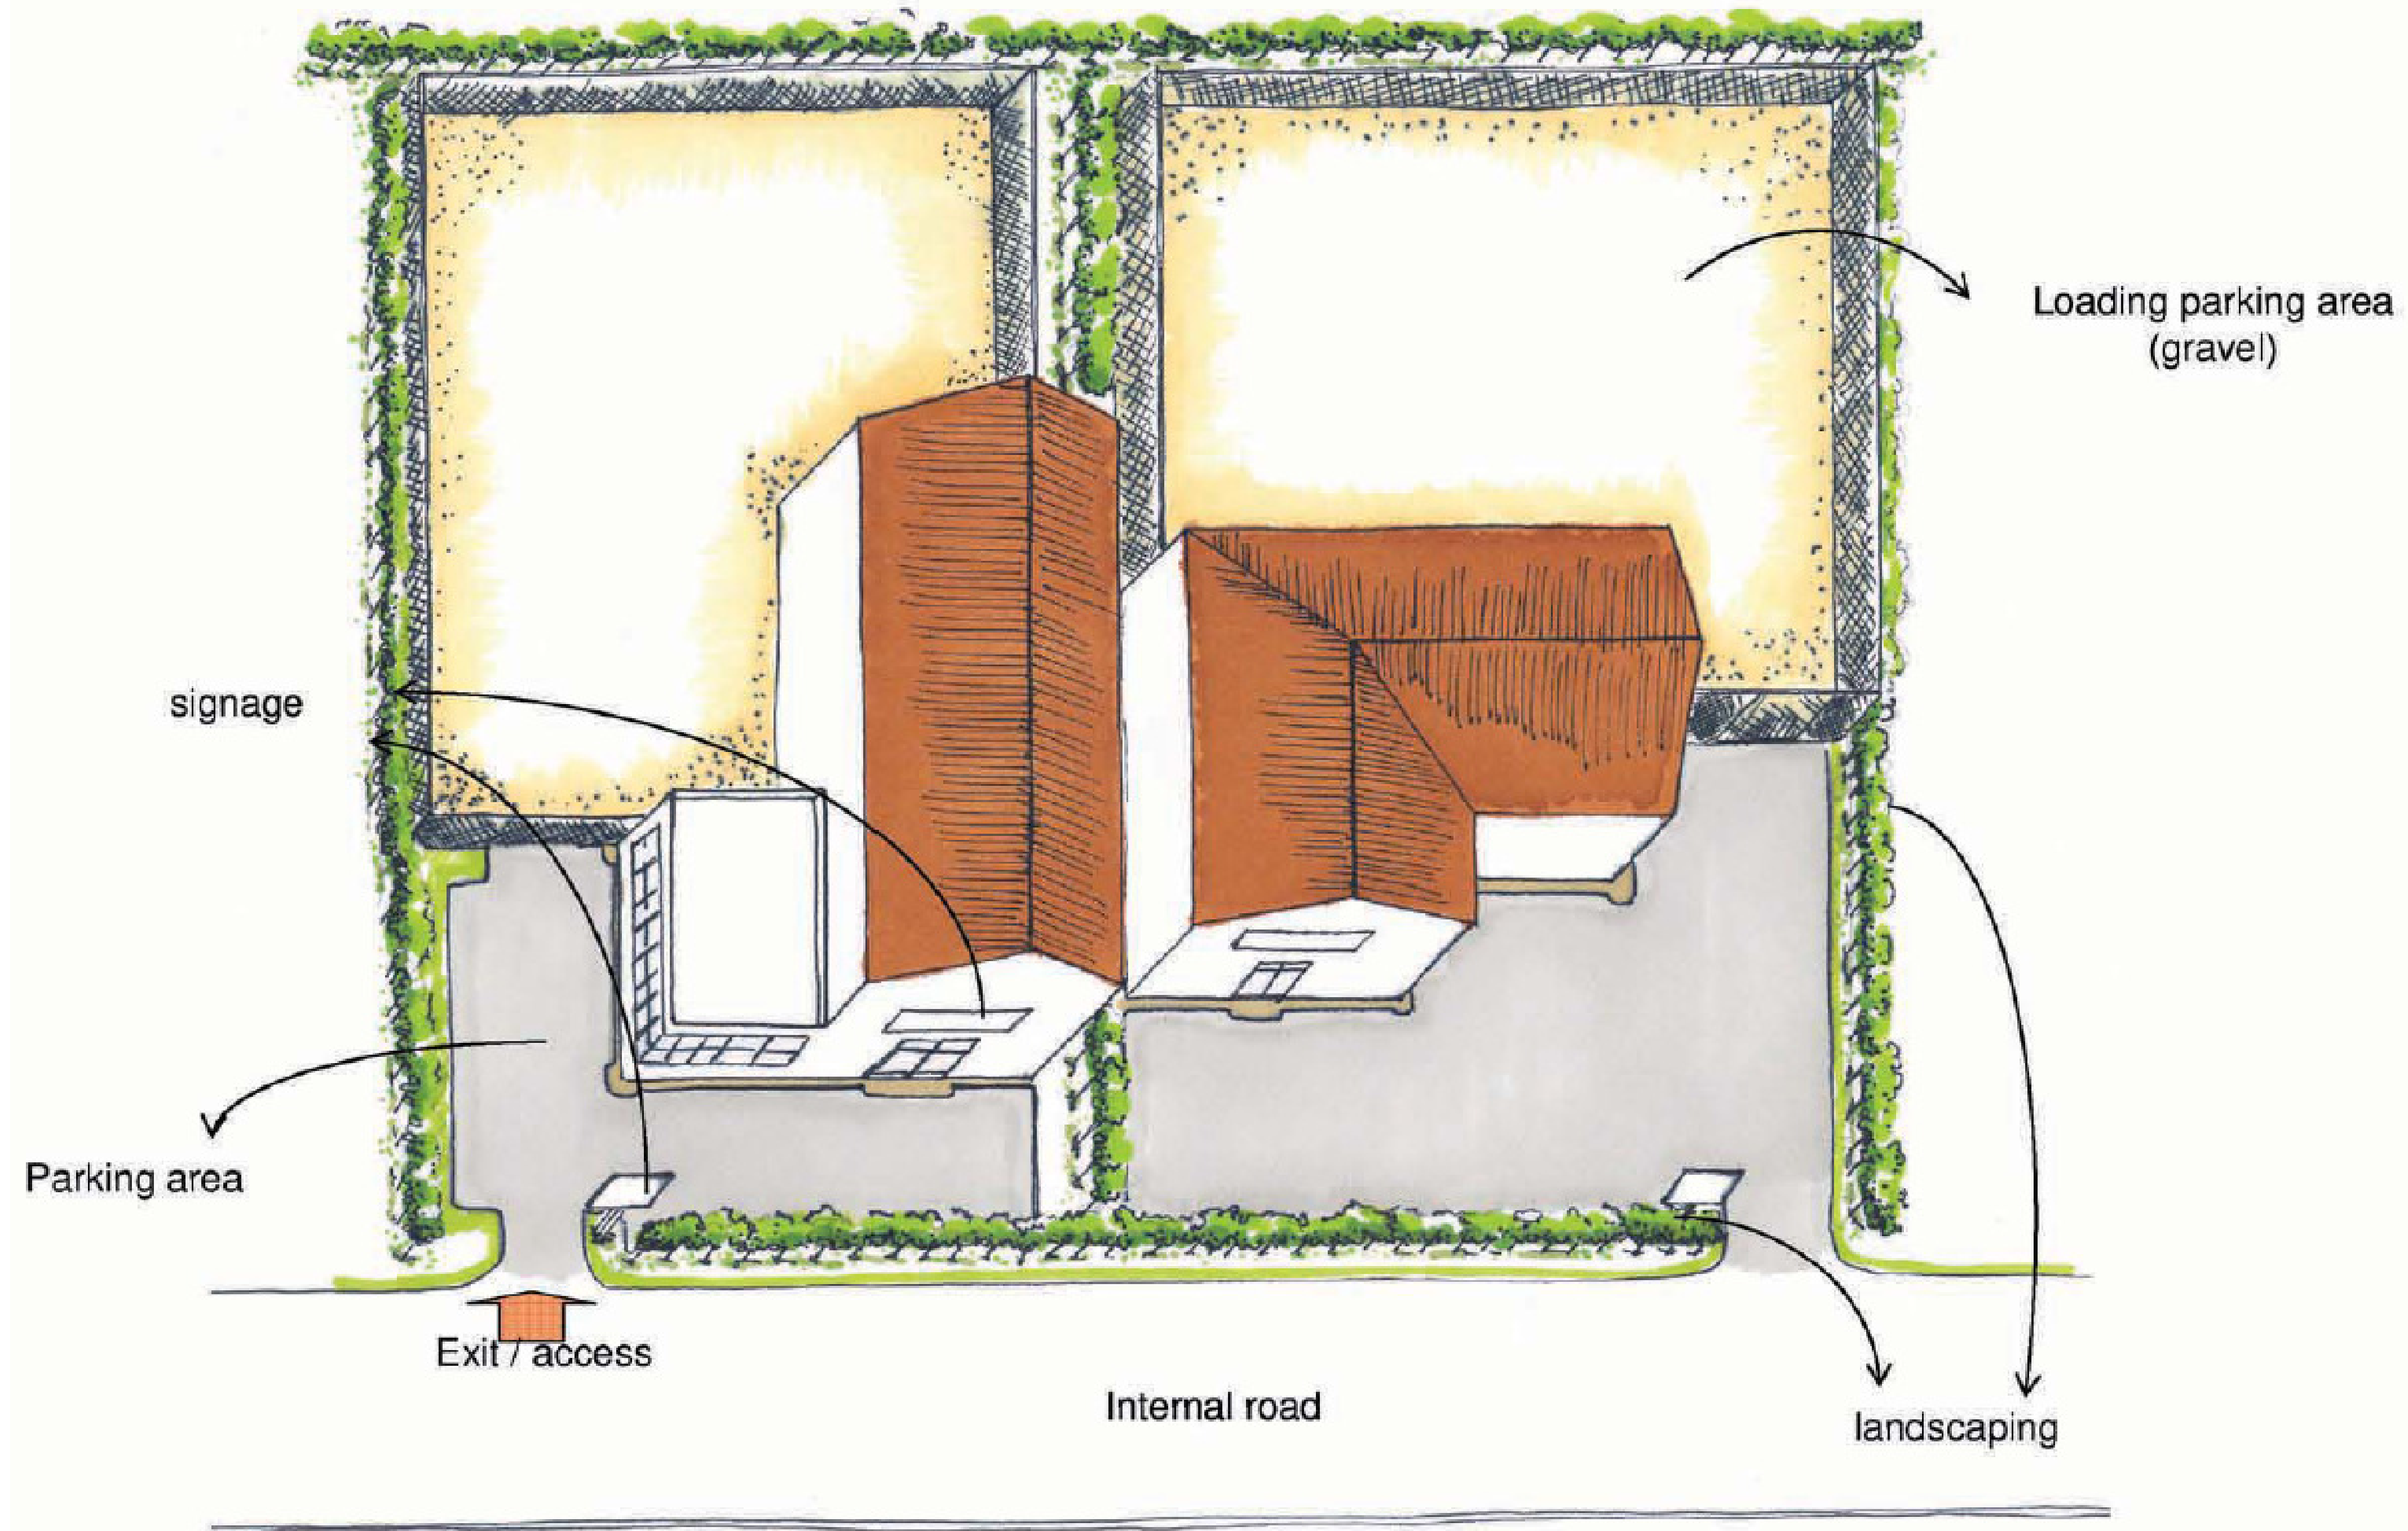 Loading parking area
(gravel)
signage
Parking area
Exit / access
Internal road
landscaping